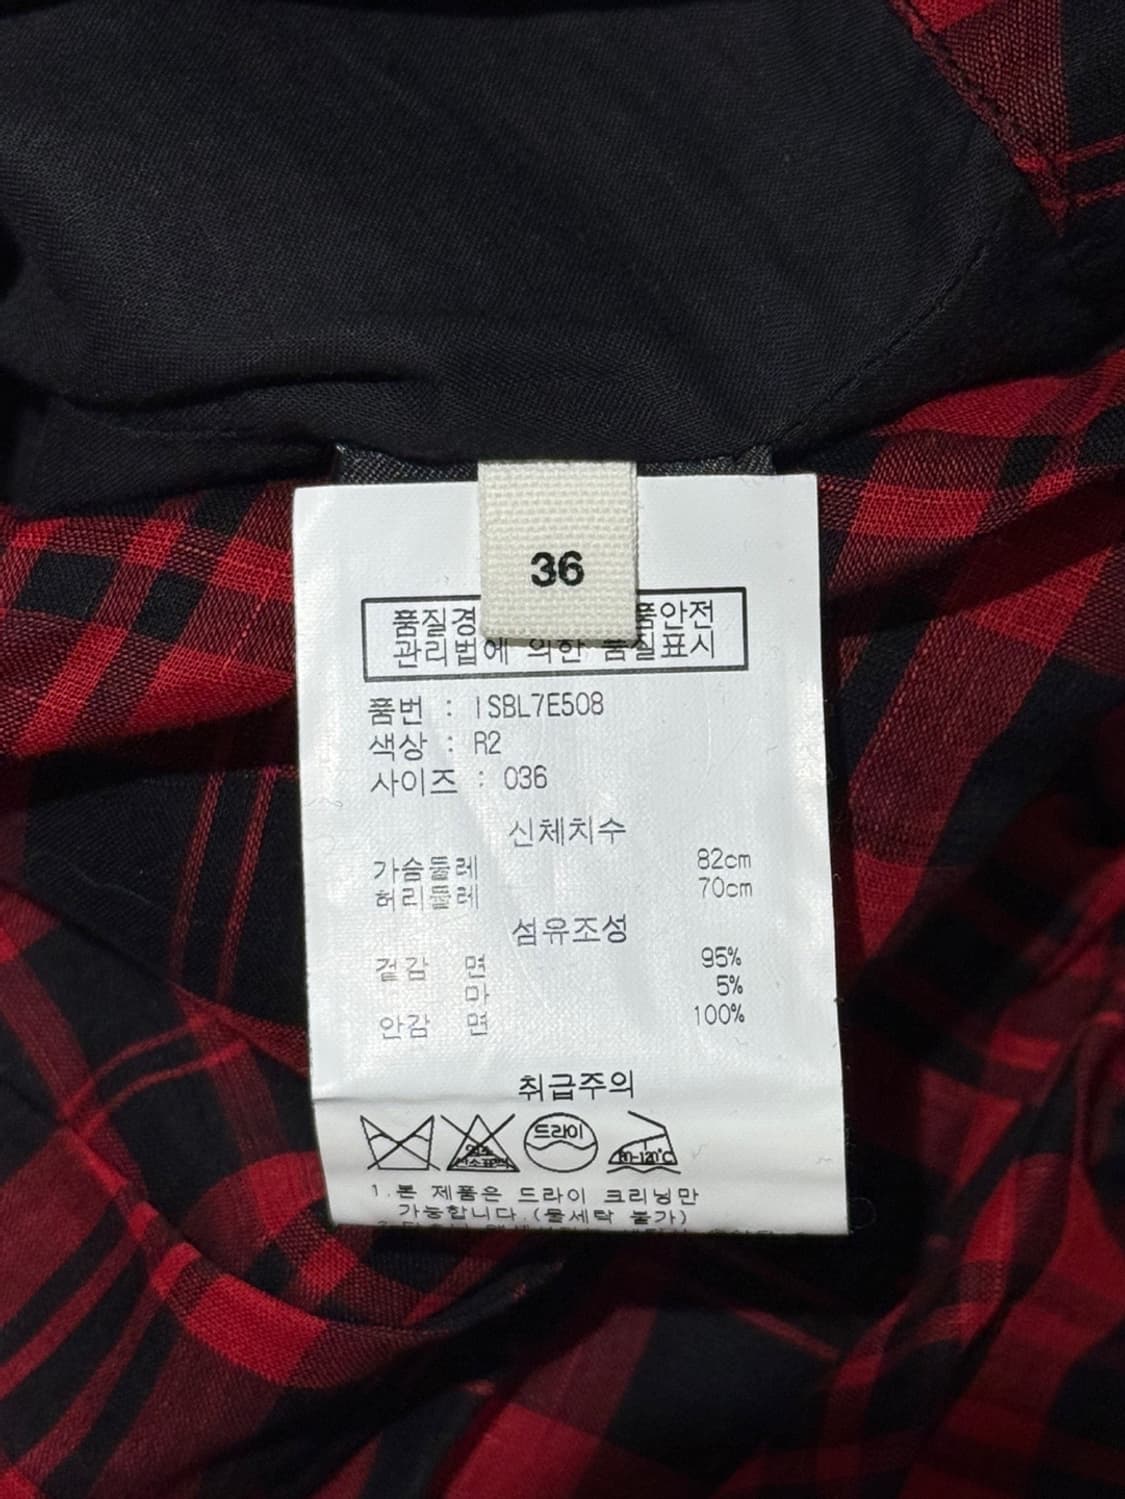 36
품질경 품안전
관리법에 의한 품질표시
품번 : ISBL7E508
색상 : R2
사이즈 : 036
신체치수
가슴둘레 82cm
허리둘레 70cm
섬유조성
겉감 면 95%
마 5%
안감 면 100%
취급주의
드라이
80-120℃
1.본 제품은 드라이 크리닝만
가능합니다.(물세탁 불가)